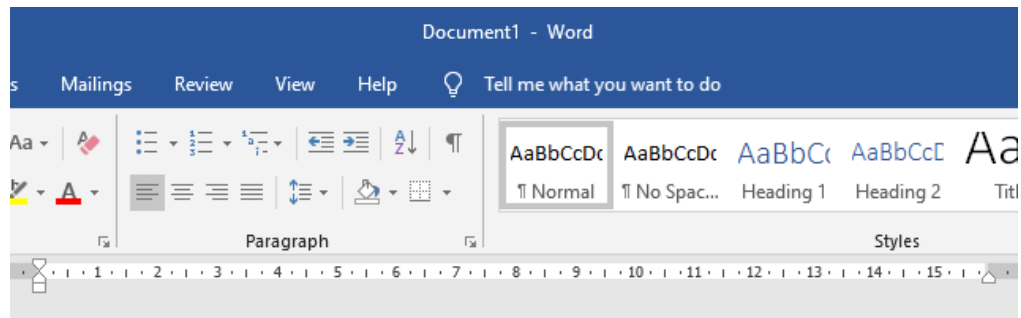 Document1 - Word
s Mailings Review View Help Tell me what you want to do
Aa
AaBbCcDc AaBbCcDc AaBbC AaBbCcD Aa
¶ Normal ¶ No Spac... Heading 1 Heading 2 Titl
Paragraph Styles
1 2 3 4 5 6 7 8 9 10 11 12 13 14 15